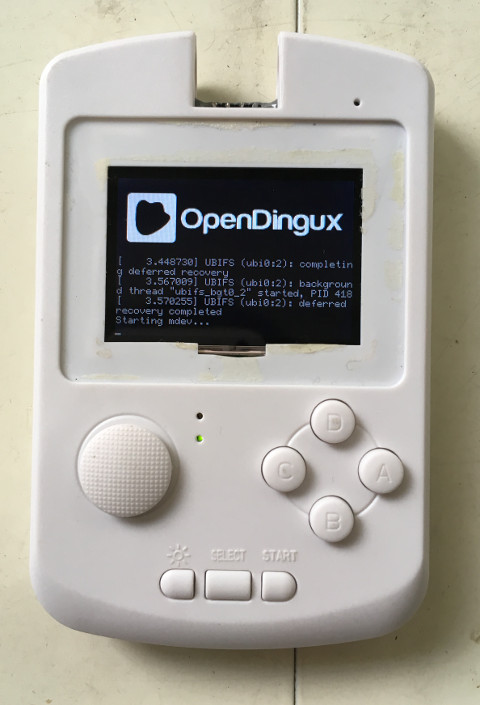 OpenDingux
[    3.448730] UBIFS (ubi0:2): completin
g deferred recovery
[    3.567009] UBIFS (ubi0:2): backgroun
d thread "ubifs_bgt0_2" started, PID 418
[    3.570255] UBIFS (ubi0:2): deferred
recovery completed
Starting mdev...
D
C A
B
SELECT START